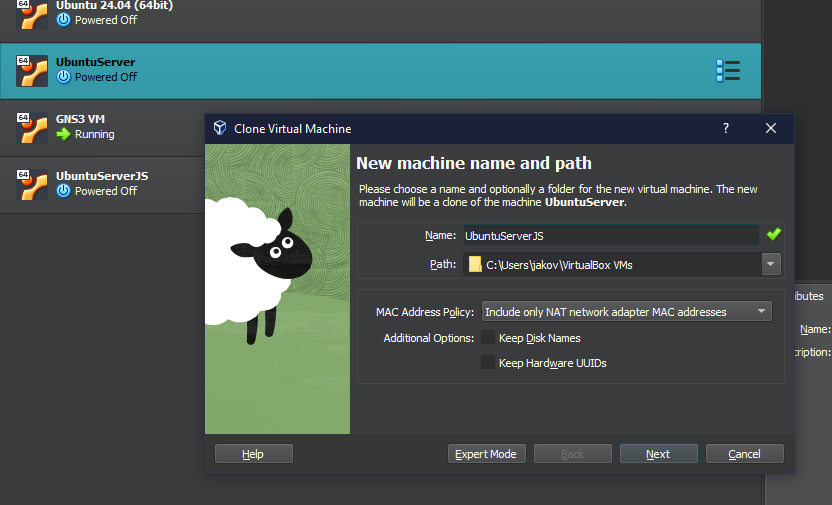 64
Ubuntu 24.04 (64bit)
Powered Off
64
UbuntuServer
Powered Off
64
GNS3 VM
Running
64
UbuntuServerJS
Powered Off
Clone Virtual Machine
?
New machine name and path
Please choose a name and optionally a folder for the new virtual machine. The new
machine will be a clone of the machine UbuntuServer.
Name: UbuntuServerJS
Path: C:\Users\jakov\VirtualBox VMs
MAC Address Policy: Include only NAT network adapter MAC addresses
Additional Options: Keep Disk Names
Keep Hardware UUIDs
Help Expert Mode Back Next Cancel
ibutes
Name:
cription: